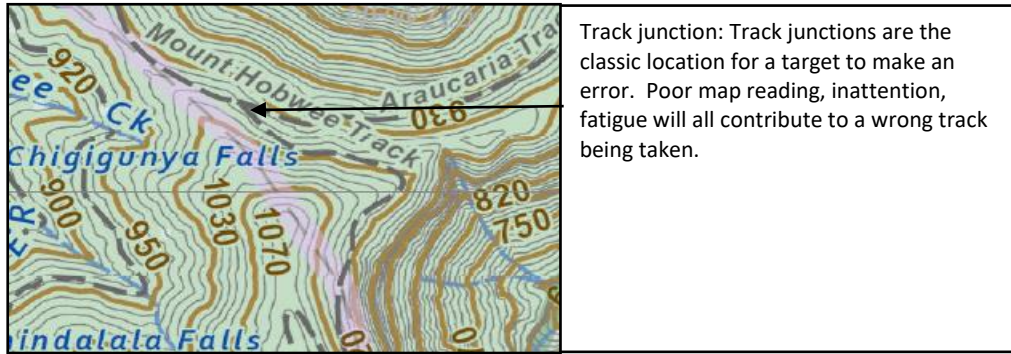 Track junction: Track junctions are the
classic location for a target to make an
error. Poor map reading, inattention,
fatigue will all contribute to a wrong track
being taken.
920
ee Ck
Mount Hobwee Track
Araucaria Tra
930
Chigigunya Falls
820
750
900
950
1030
1070
indalala Falls